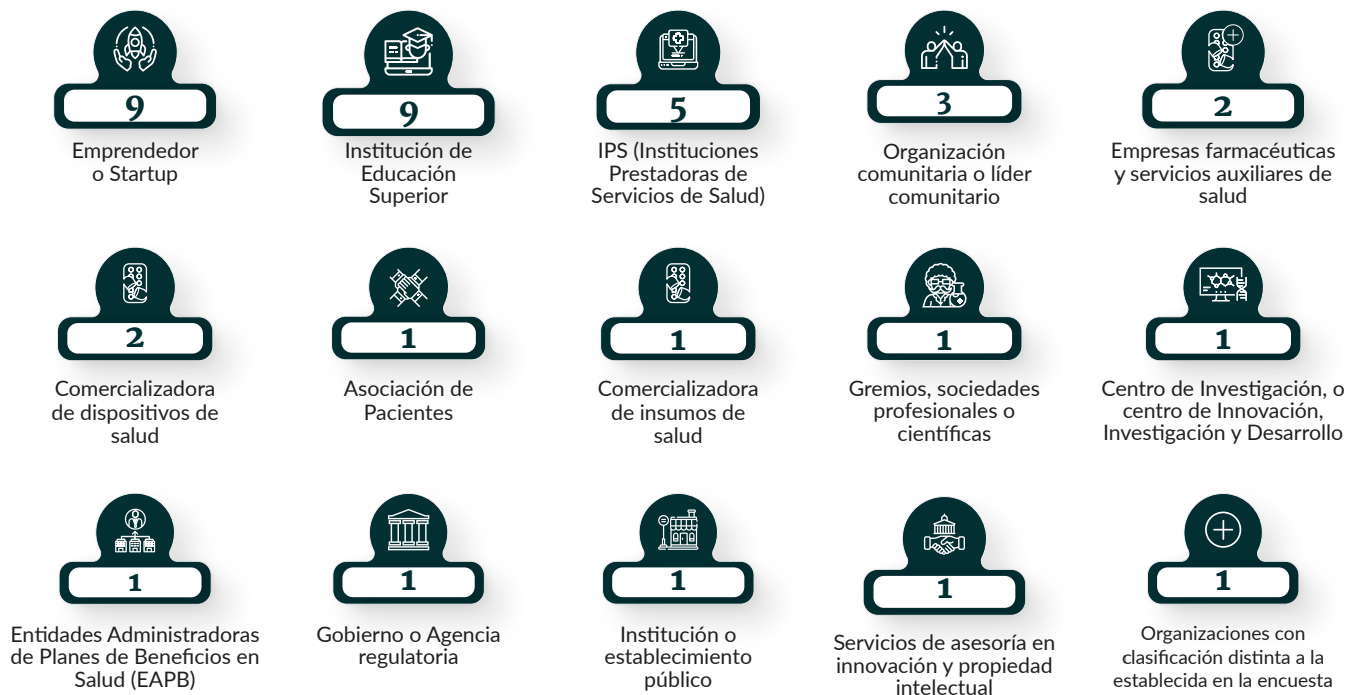 9
Emprendedor
o Startup
9
Institución de
Educación
Superior
5
IPS (Instituciones
Prestadoras de
Servicios de Salud)
3
Organización
comunitaria o líder
comunitario
2
Empresas farmacéuticas
y servicios auxiliares de
salud
2
Comercializadora
de dispositivos de
salud
1
Asociación de
Pacientes
1
Comercializadora
de insumos de
salud
1
Gremios, sociedades
profesionales o
científicas
1
Centro de Investigación, o
centro de Innovación,
Investigación y Desarrollo
1
Entidades Administradoras
de Planes de Beneficios en
Salud (EAPB)
1
Gobierno o Agencia
regulatoria
1
Institución o
establecimiento
público
1
Servicios de asesoría en
innovación y propiedad
intelectual
1
Organizaciones con
clasificación distinta a la
establecida en la encuesta